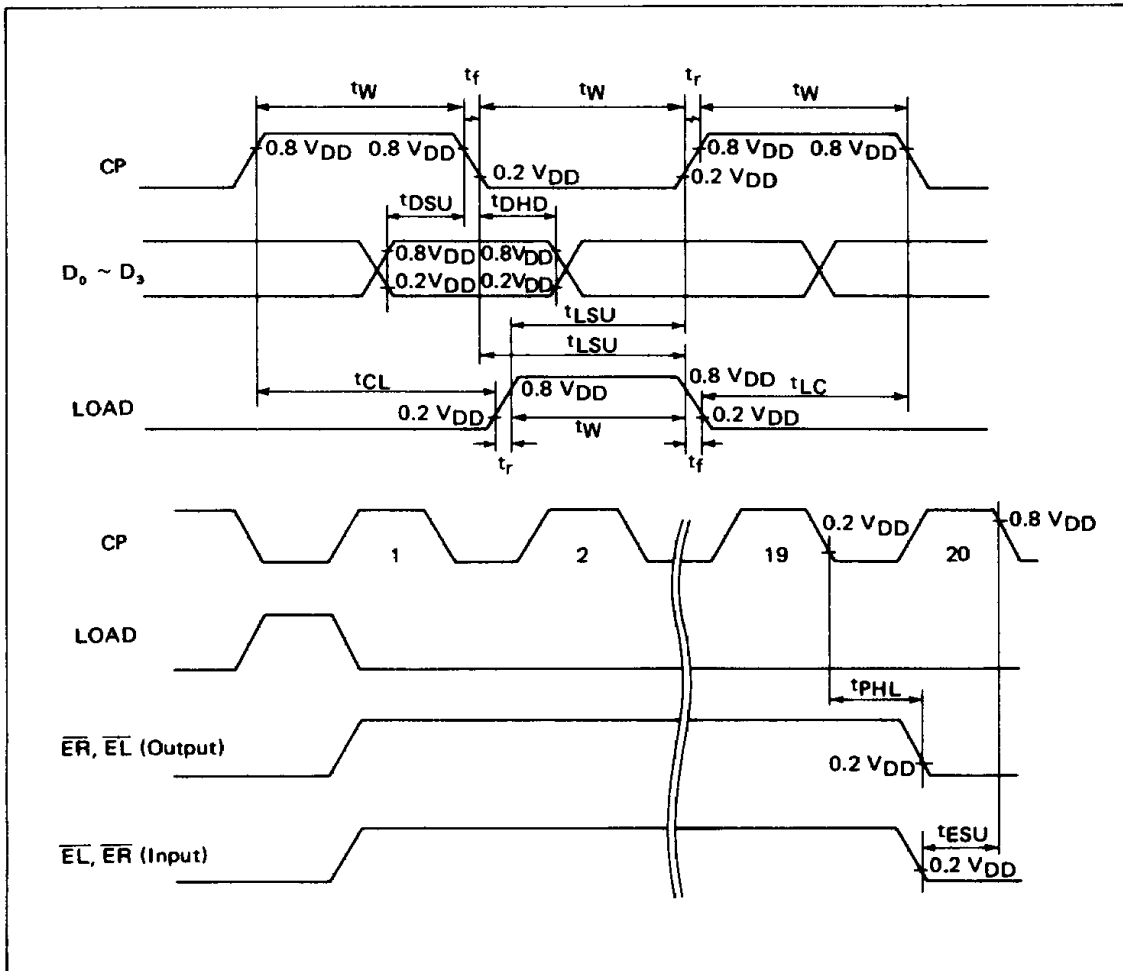 tf tr
tW tW tW
CP 0.8 VDD 0.8 VDD 0.8 VDD 0.8 VDD
0.2 VDD 0.2 VDD
tDSU tDHD
D0 ~ D3 0.8VDD 0.8VDD
0.2VDD 0.2VDD
tLSU
tLSU
tCL 0.8 VDD tLC
LOAD 0.2 VDD 0.8 VDD 0.2 VDD
tW
tr tf
CP 1 2 19 0.2 VDD 20 0.8 VDD
LOAD
tPHL
ER, EL (Output)
0.2 VDD
tESU
EL, ER (Input)
0.2 VDD